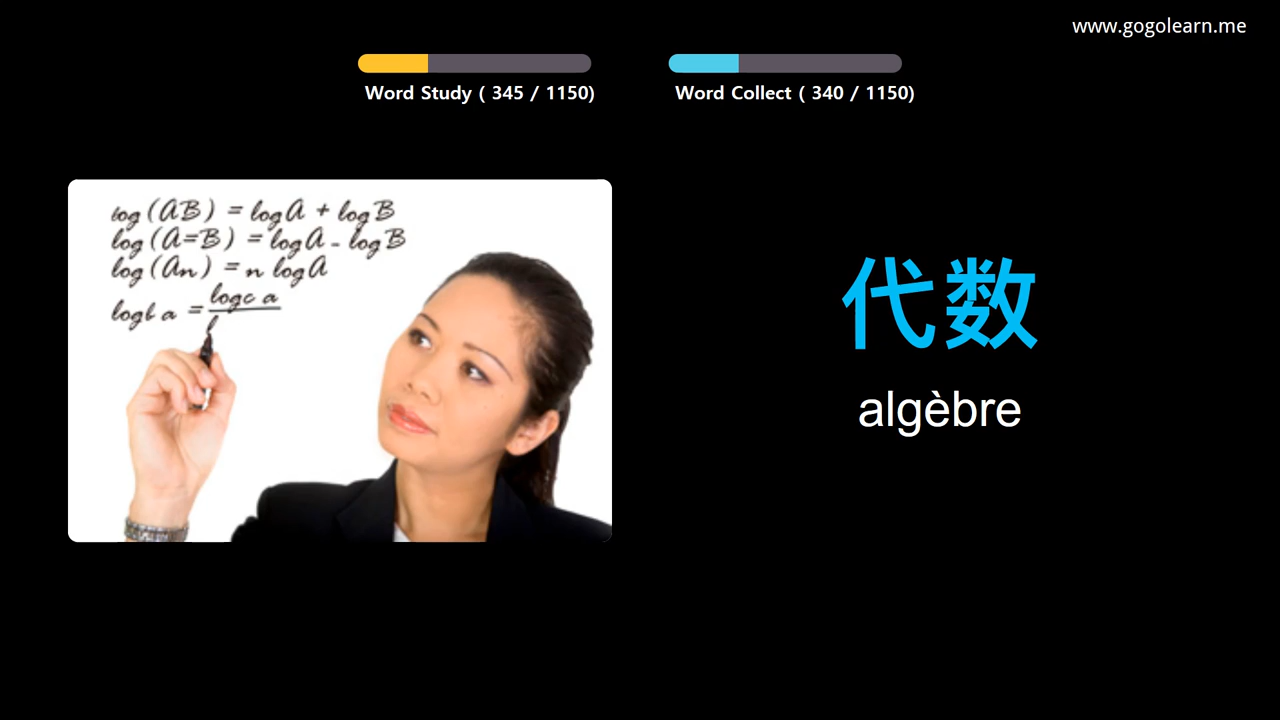 www.gogolearn.me
Word Study ( 345 / 1150)
Word Collect ( 340 / 1150)
log (AB) = log A + log B
log (A=B) = log A - log B
log (An) = n log A
logb a = logc a
代数
algèbre